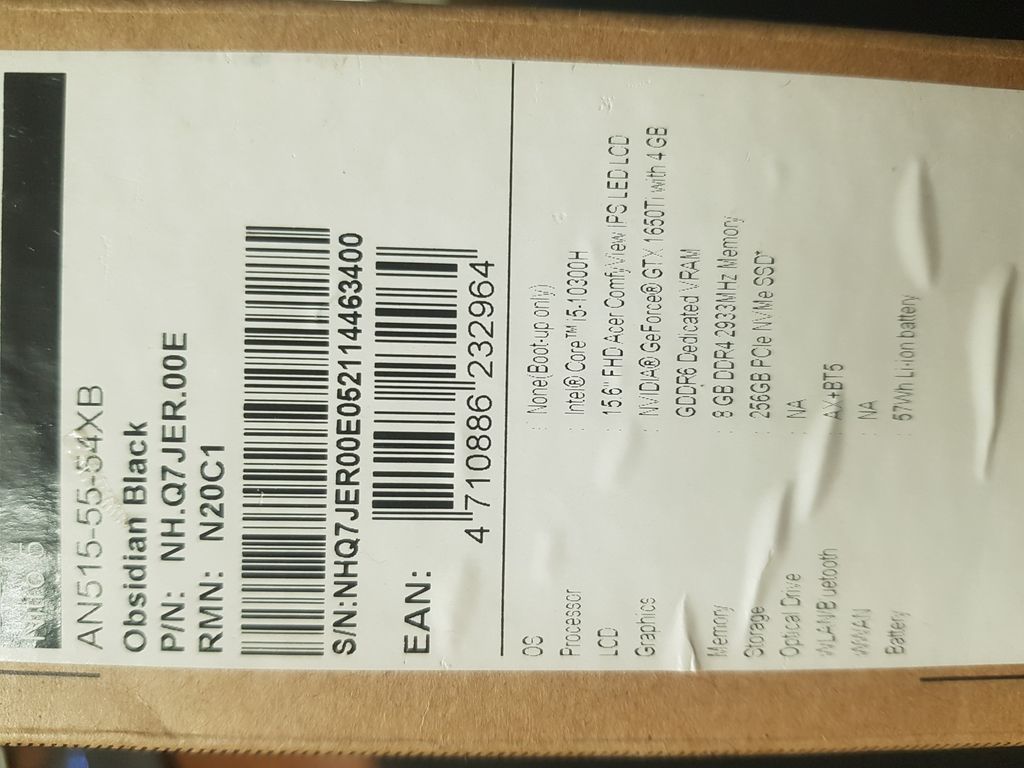 Nitro 5
AN515-55-54XB
Obsidian Black
P/N: NH.Q7JER.00E
RMN: N20C1
S/N:NHQ7JER00E052114463400
EAN:
4 710886 232964
OS : None(Boot-up only)
Processor : Intel® Core™ i5-10300H
LCD : 15.6" FHD Acer ComfyView IPS LED LCD
Graphics : NVIDIA® GeForce® GTX 1650Ti with 4 GB
GDDR6 Dedicated VRAM
Memory : 8 GB DDR4 2933MHz Memory
Storage : 256GB PCIe NVMe SSD*
Optical Drive : NA
WLAN/Bluetooth : AX+BT5
WWAN : NA
Battery : 57Wh Li-ion battery